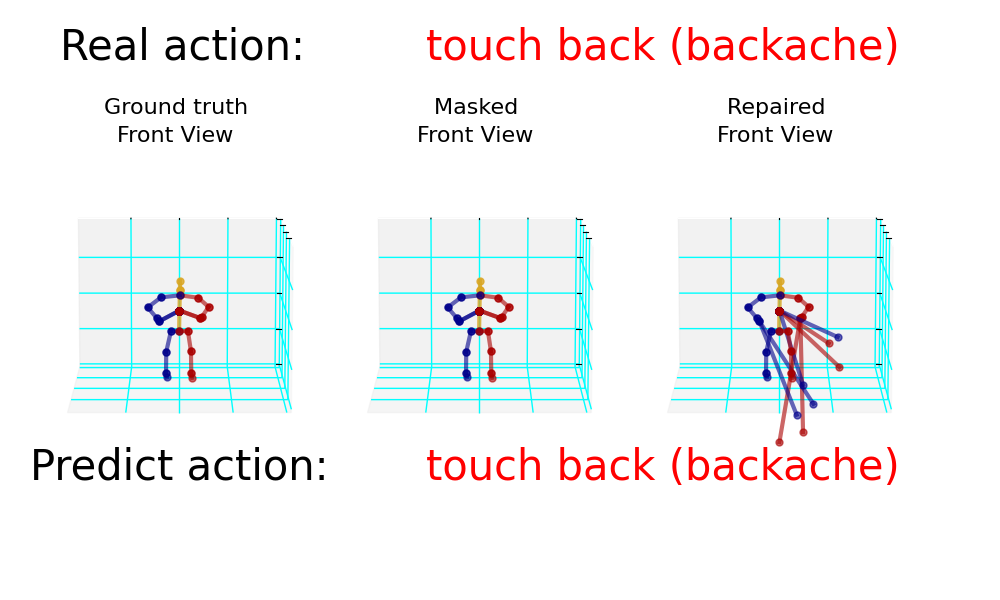 Real action: touch back (backache)
Ground truth Masked Repaired
Front View Front View Front View
Predict action: touch back (backache)